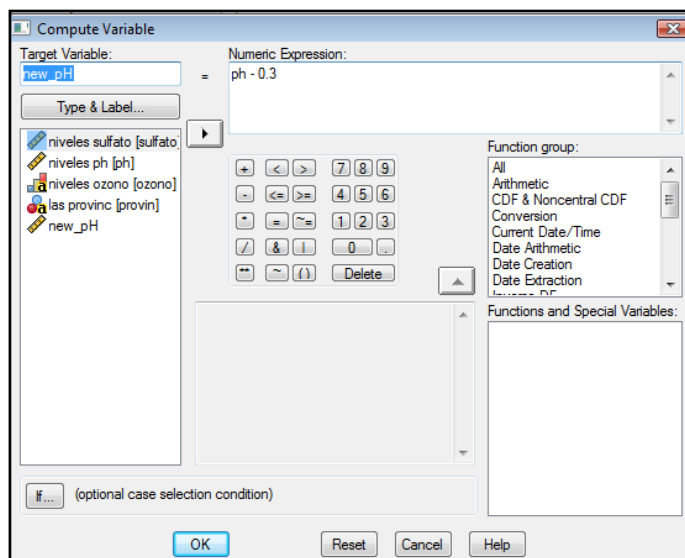 Compute Variable
Target Variable:
new_pH
=
Numeric Expression:
ph - 0.3
Type & Label...
niveles sulfato [sulfato]
niveles ph [ph]
niveles ozono [ozono]
las provinc [provin]
new_pH
+ < > 7 8 9
- <= >= 4 5 6
* = ~= 1 2 3
/ & | 0 .
** ~ () Delete
Function group:
All
Arithmetic
CDF & Noncentral CDF
Conversion
Current Date/Time
Date Arithmetic
Date Creation
Date Extraction
Inverse DF
Functions and Special Variables:
If... (optional case selection condition)
OK Reset Cancel Help